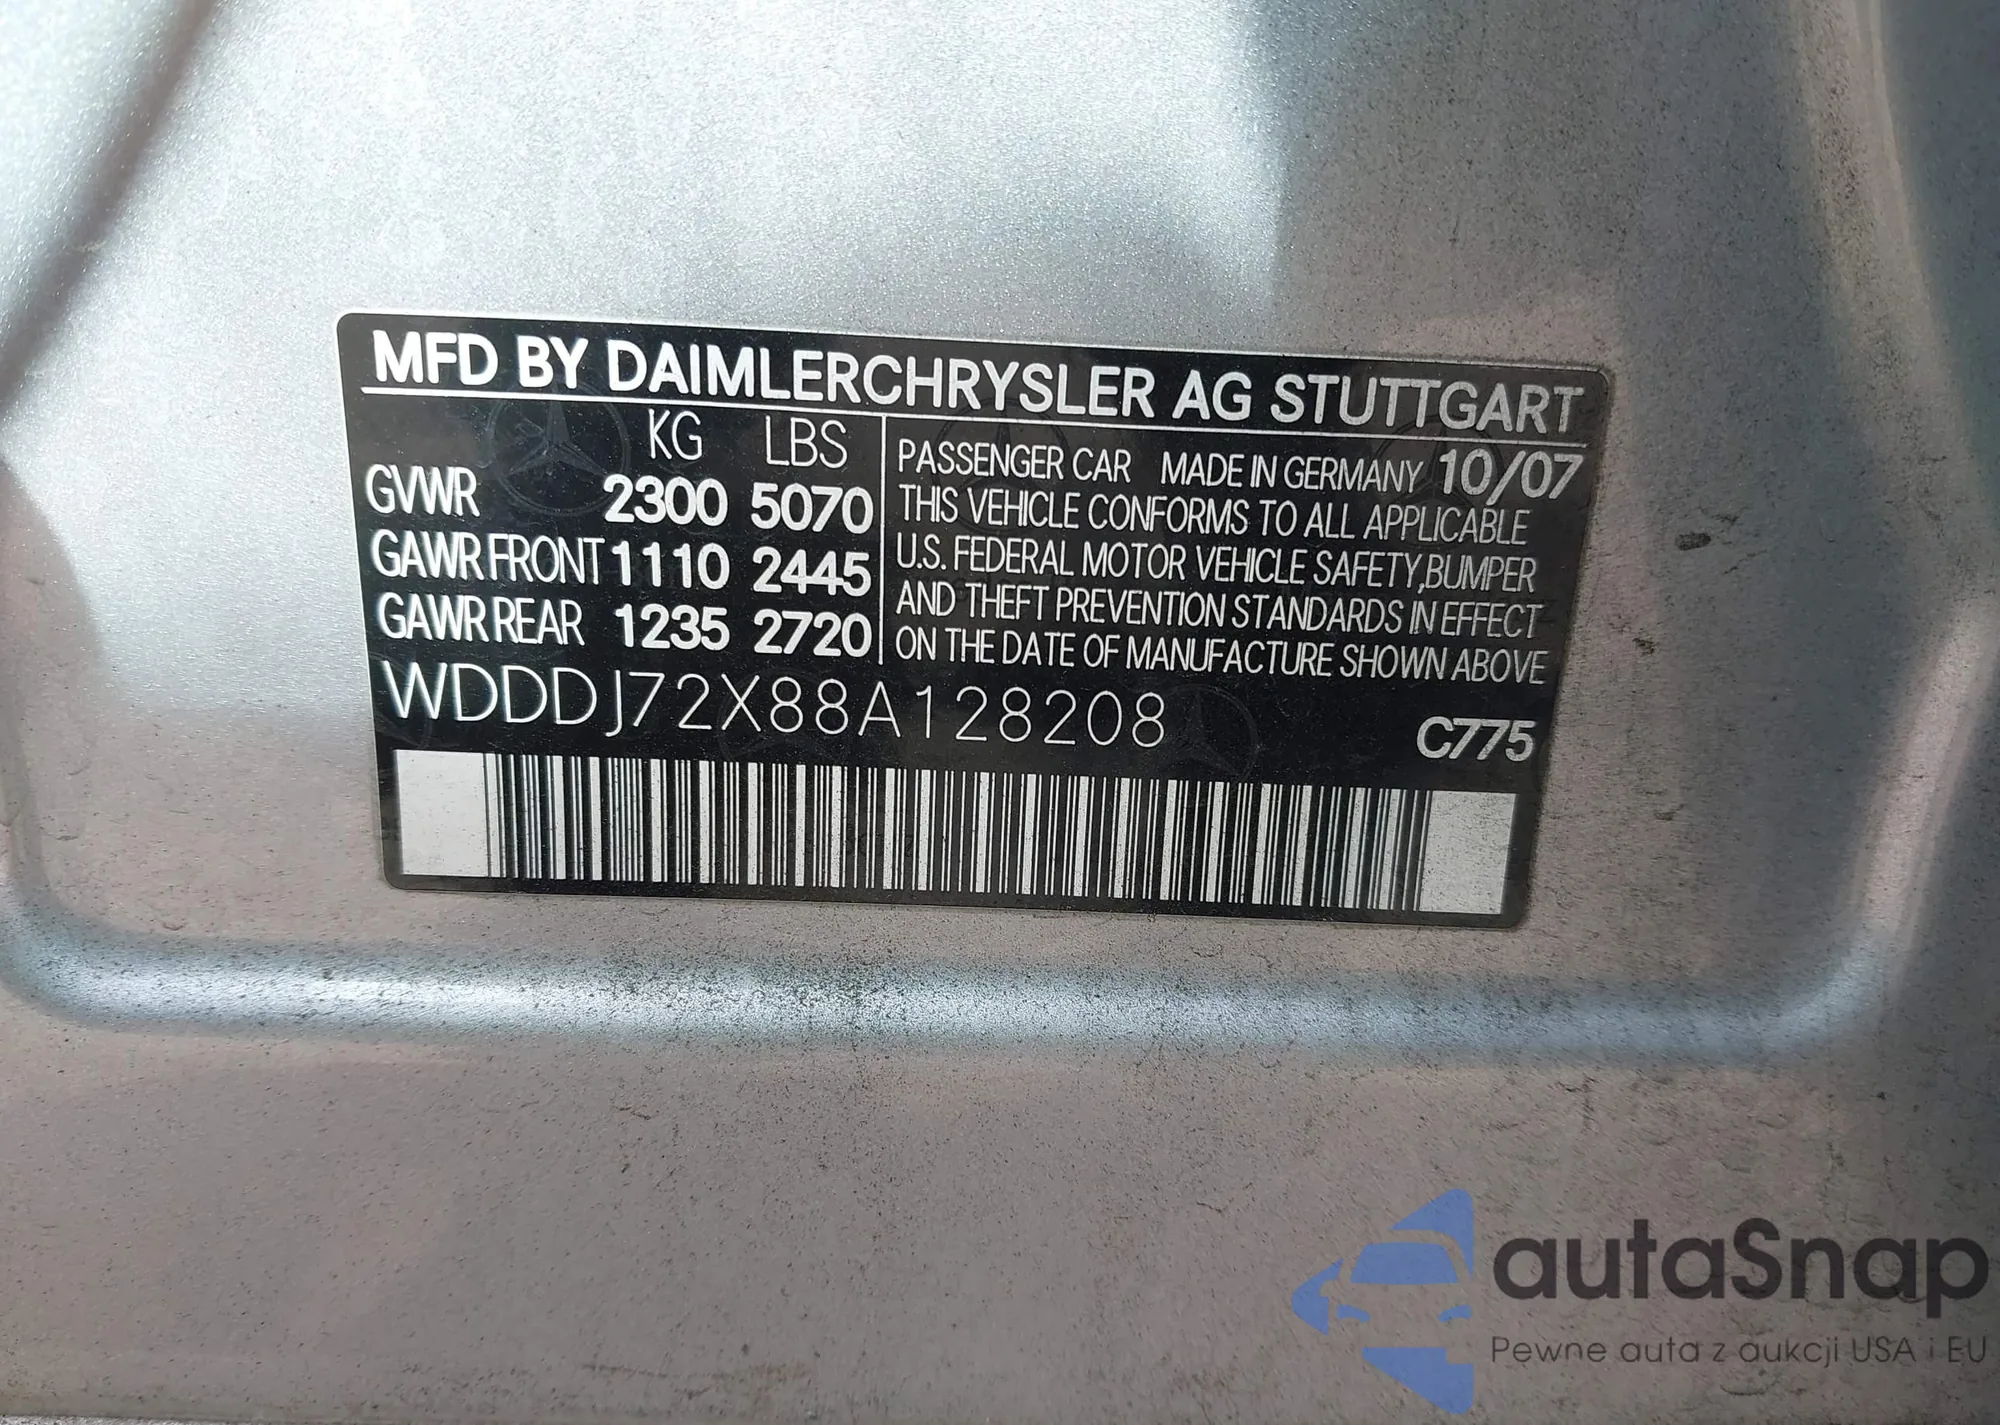 MFD BY DAIMLERCHRYSLER AG STUTTGART
KG LBS
GVWR 2300 5070
GAWR FRONT 1110 2445
GAWR REAR 1235 2720
PASSENGER CAR MADE IN GERMANY 10/07
THIS VEHICLE CONFORMS TO ALL APPLICABLE
U.S. FEDERAL MOTOR VEHICLE SAFETY,BUMPER
AND THEFT PREVENTION STANDARDS IN EFFECT
ON THE DATE OF MANUFACTURE SHOWN ABOVE
WDDDJ72X88A128208
C775
autaSnap
Pewne auta z aukcji USA i EU